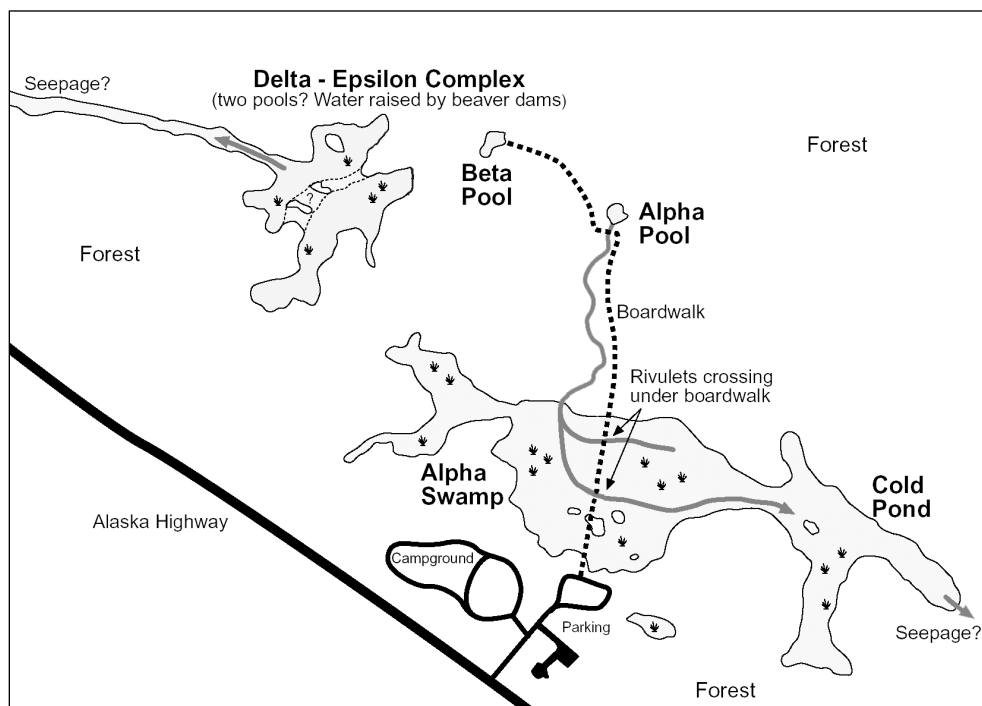 Seepage?
Delta - Epsilon Complex
(two pools? Water raised by beaver dams)
Forest
Beta
Pool
?
Alpha
Pool
Forest
Boardwalk
Rivulets crossing
under boardwalk
Alpha
Swamp
Cold
Pond
Alaska Highway
Campground
Parking
Seepage?
Forest